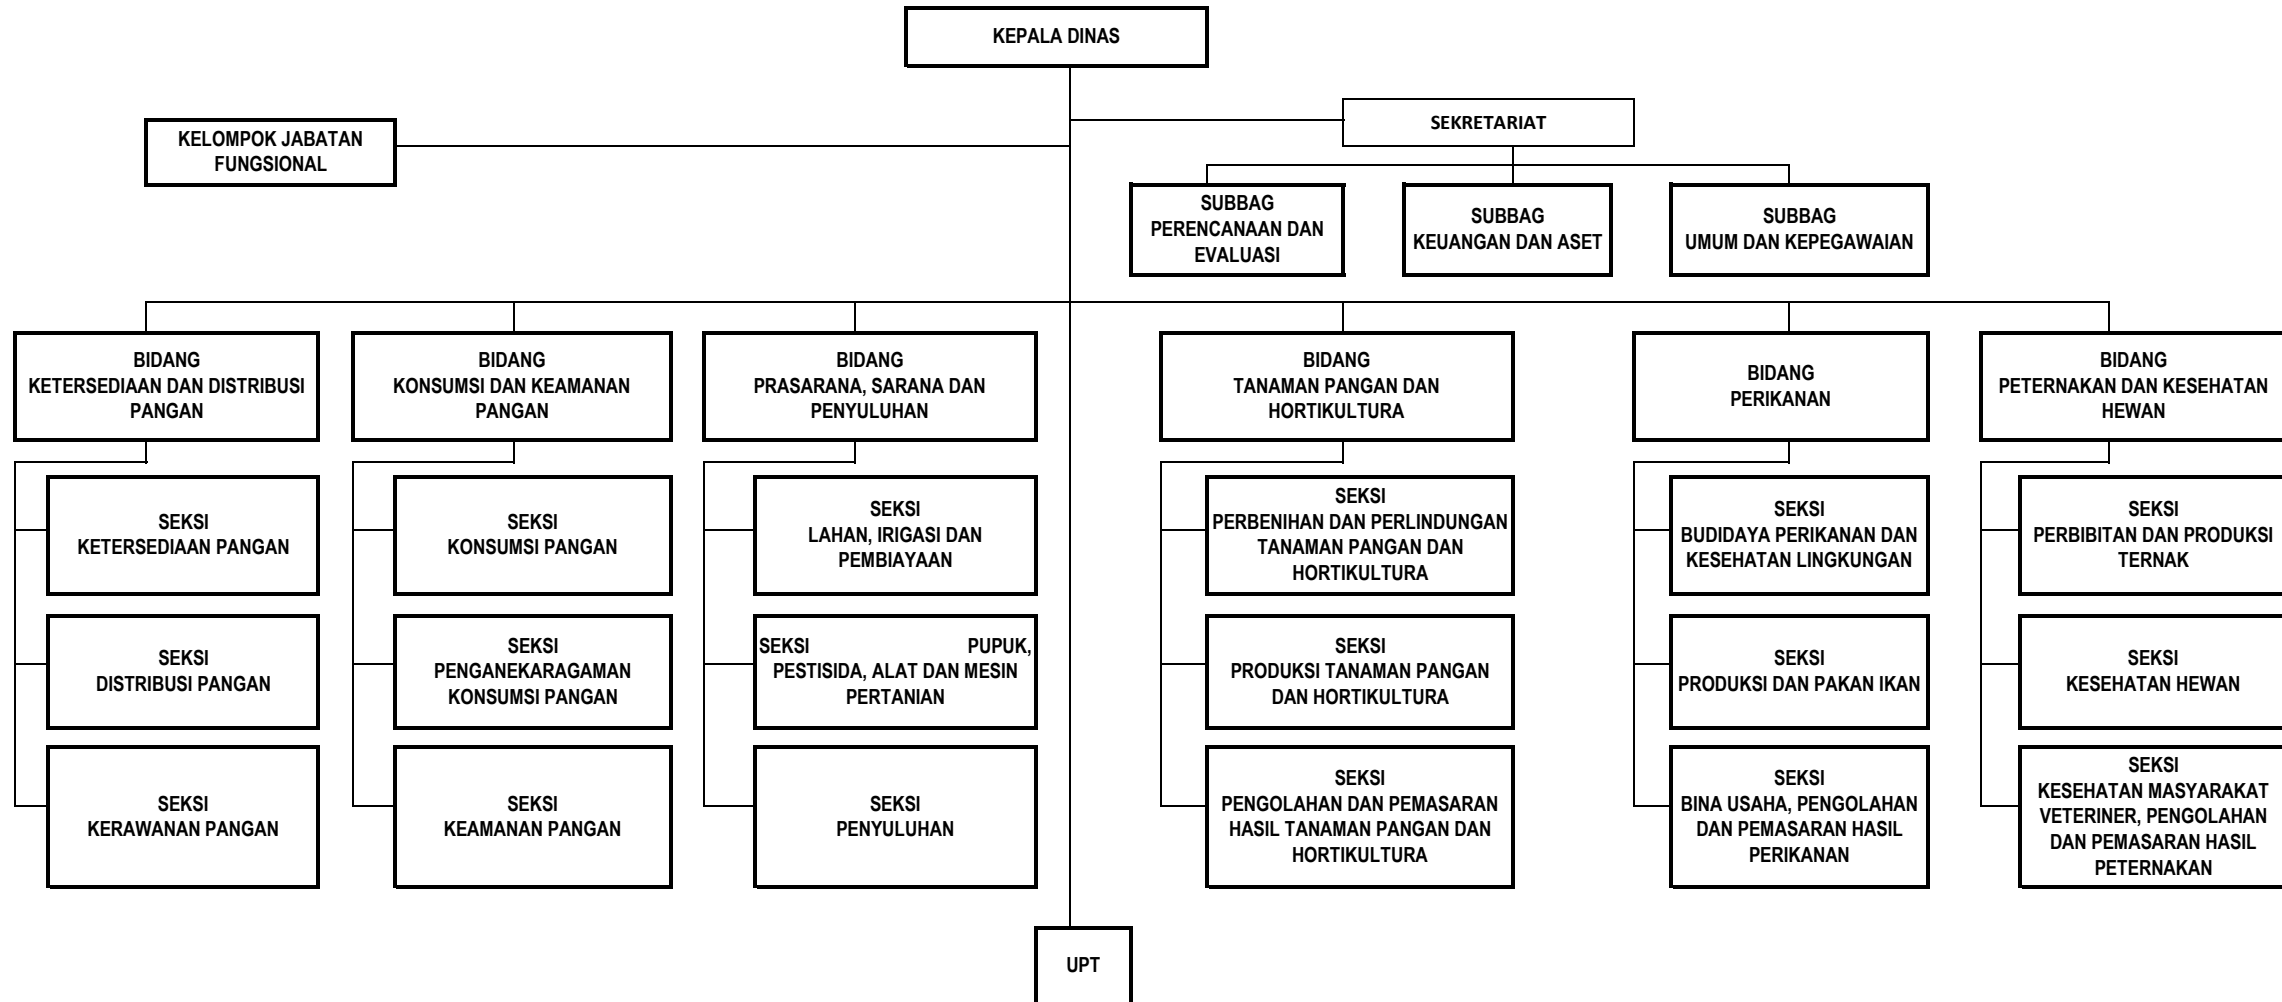 KEPALA DINAS
SEKRETARIAT
KELOMPOK JABATAN
FUNGSIONAL
SUBBAG
PERENCANAAN DAN
EVALUASI
SUBBAG
KEUANGAN DAN ASET
SUBBAG
UMUM DAN KEPEGAWAIAN
BIDANG
KETERSEDIAAN DAN DISTRIBUSI
PANGAN
BIDANG
KONSUMSI DAN KEAMANAN
PANGAN
BIDANG
PRASARANA, SARANA DAN
PENYULUHAN
BIDANG
TANAMAN PANGAN DAN
HORTIKULTURA
BIDANG
PERIKANAN
BIDANG
PETERNAKAN DAN KESEHATAN
HEWAN
SEKSI
KETERSEDIAAN PANGAN
SEKSI
KONSUMSI PANGAN
SEKSI
LAHAN, IRIGASI DAN
PEMBIAYAAN
SEKSI
PERBENIHAN DAN PERLINDUNGAN
TANAMAN PANGAN DAN
HORTIKULTURA
SEKSI
BUDIDAYA PERIKANAN DAN
KESEHATAN LINGKUNGAN
SEKSI
PERBIBITAN DAN PRODUKSI
TERNAK
SEKSI
DISTRIBUSI PANGAN
SEKSI
PENGANEKARAGAMAN
KONSUMSI PANGAN
SEKSI PUPUK,
PESTISIDA, ALAT DAN MESIN
PERTANIAN
SEKSI
PRODUKSI TANAMAN PANGAN
DAN HORTIKULTURA
SEKSI
PRODUKSI DAN PAKAN IKAN
SEKSI
KESEHATAN HEWAN
SEKSI
KERAWANAN PANGAN
SEKSI
KEAMANAN PANGAN
SEKSI
PENYULUHAN
SEKSI
PENGOLAHAN DAN PEMASARAN
HASIL TANAMAN PANGAN DAN
HORTIKULTURA
SEKSI
BINA USAHA, PENGOLAHAN
DAN PEMASARAN HASIL
PERIKANAN
SEKSI
KESEHATAN MASYARAKAT
VETERINER, PENGOLAHAN
DAN PEMASARAN HASIL
PETERNAKAN
UPT